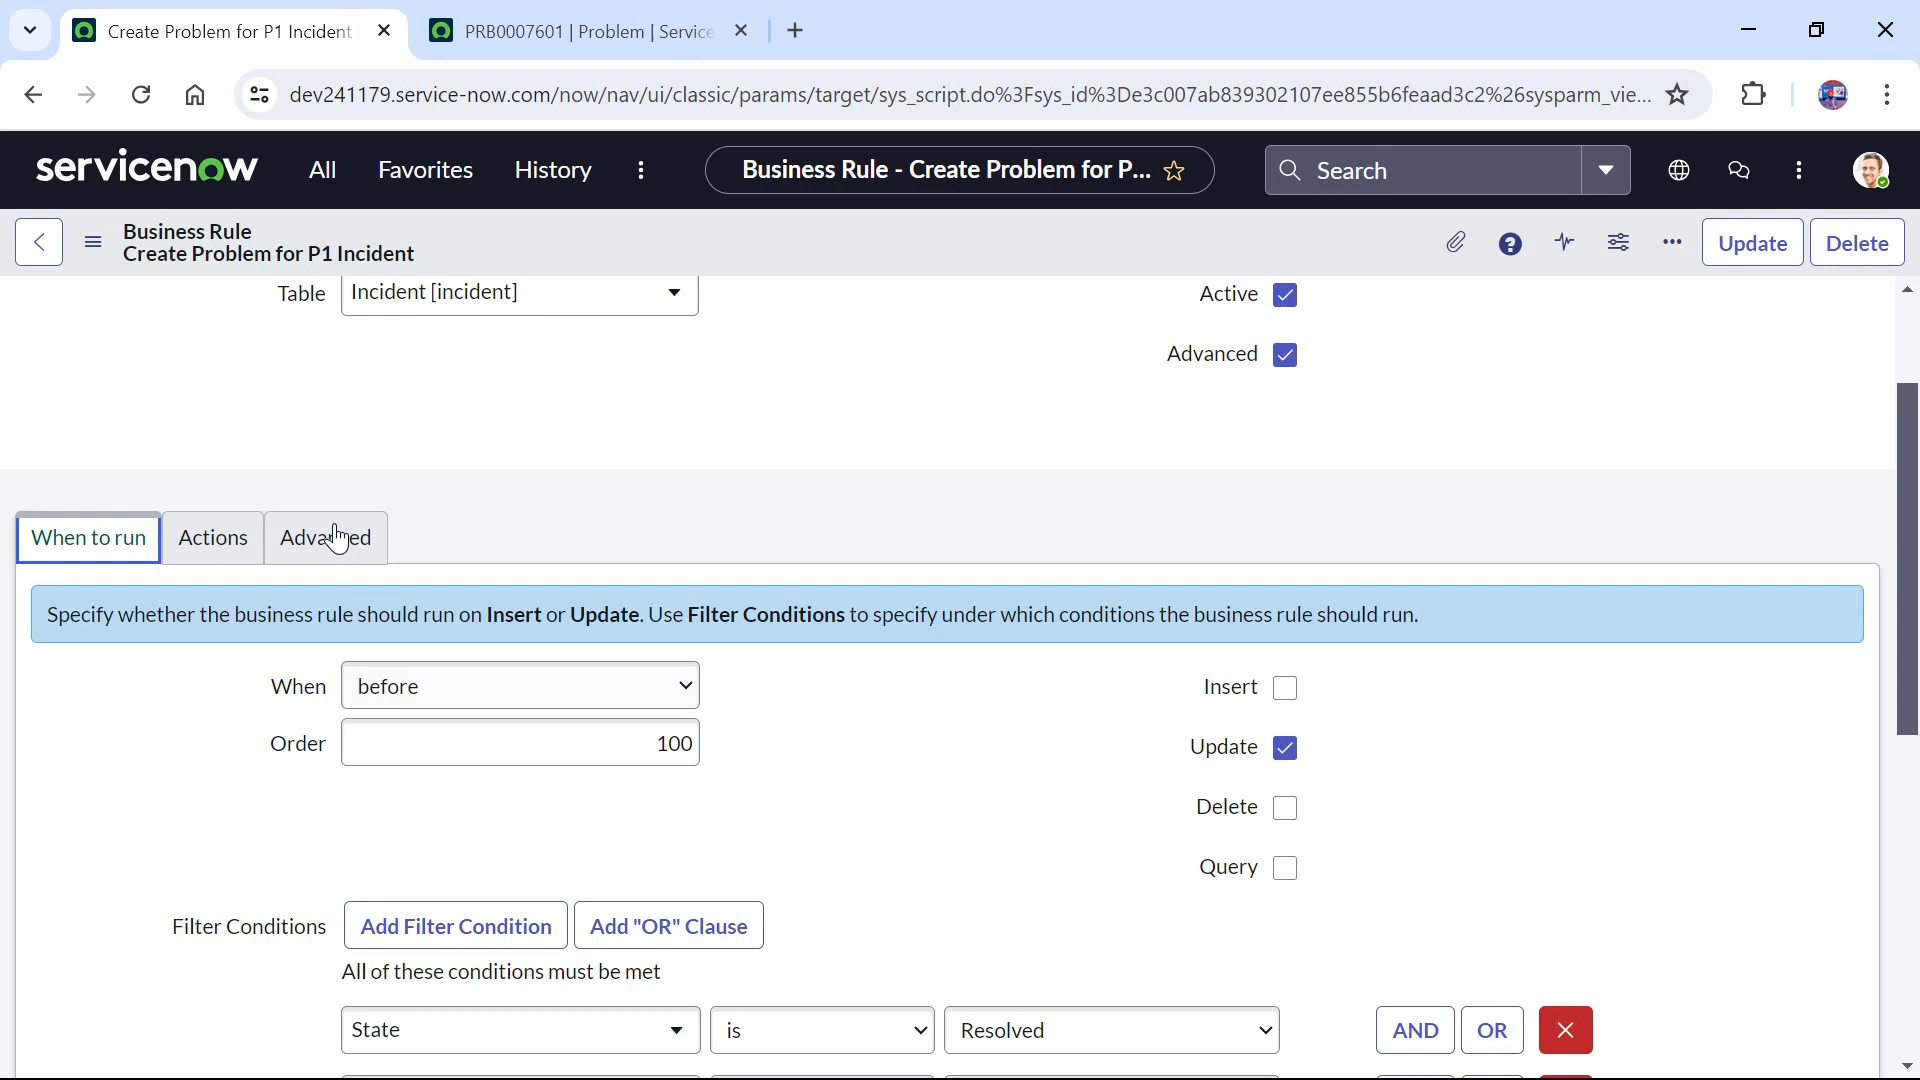 Create Problem for P1 Incident
PRB0007601 | Problem | Service
dev241179.service-now.com/now/nav/ui/classic/params/target/sys_script.do%3Fsys_id%3De3c007ab839302107ee855b6feaad3c2%26sysparm_vie...
servicenow
All
Favorites
History
Business Rule - Create Problem for P...
Search
Business Rule
Create Problem for P1 Incident
Update
Delete
Table
Incident [incident]
Active
Advanced
When to run
Actions
Advanced
Specify whether the business rule should run on Insert or Update. Use Filter Conditions to specify under which conditions the business rule should run.
When
before
Insert
Order
100
Update
Delete
Query
Filter Conditions
Add Filter Condition
Add "OR" Clause
All of these conditions must be met
State
is
Resolved
AND
OR